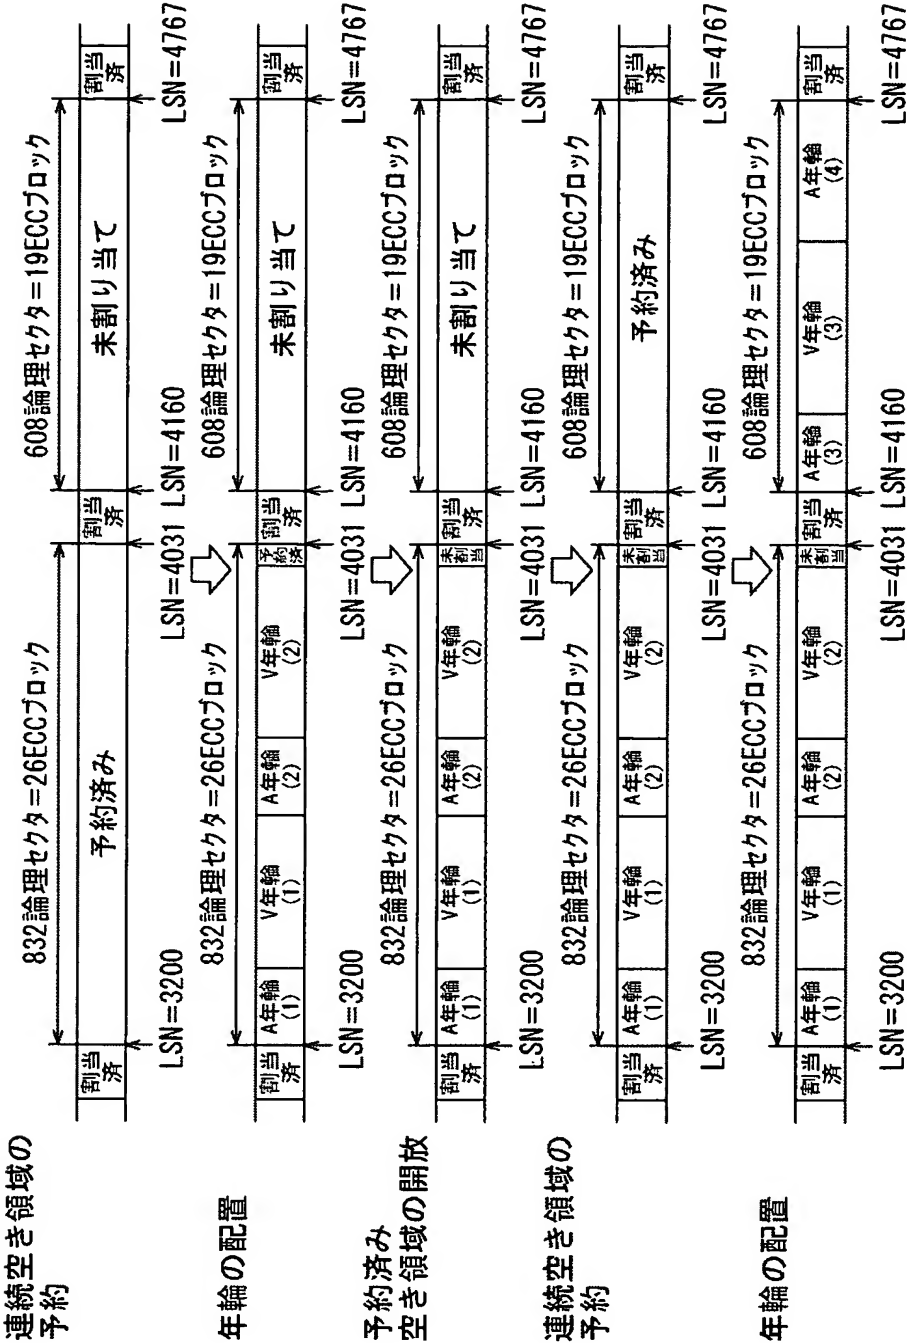 連続空き領域の
予約
832論理セクタ=26ECCブロック
608論理セクタ=19ECCブロック
割当
済
予約済み
割当
済
未割り当て
割当
済
LSN=3200
LSN=4031
LSN=4160
LSN=4767
年輪の配置
832論理セクタ=26ECCブロック
608論理セクタ=19ECCブロック
割当
済
A年輪
(1)
V年輪
(1)
A年輪
(2)
V年輪
(2)
予約
済
割当
済
未割り当て
割当
済
LSN=3200
LSN=4031
LSN=4160
LSN=4767
予約済み
空き領域の開放
832論理セクタ=26ECCブロック
608論理セクタ=19ECCブロック
割当
済
A年輪
(1)
V年輪
(1)
A年輪
(2)
V年輪
(2)
未割
当
割当
済
未割り当て
割当
済
LSN=3200
LSN=4031
LSN=4160
LSN=4767
連続空き領域の
予約
832論理セクタ=26ECCブロック
608論理セクタ=19ECCブロック
割当
済
A年輪
(1)
V年輪
(1)
A年輪
(2)
V年輪
(2)
未割
当
割当
済
予約済み
割当
済
LSN=3200
LSN=4031
LSN=4160
LSN=4767
年輪の配置
832論理セクタ=26ECCブロック
608論理セクタ=19ECCブロック
割当
済
A年輪
(1)
V年輪
(1)
A年輪
(2)
V年輪
(2)
未割
当
割当
済
A年輪
(3)
V年輪
(3)
A年輪
(4)
割当
済
LSN=3200
LSN=4031
LSN=4160
LSN=4767